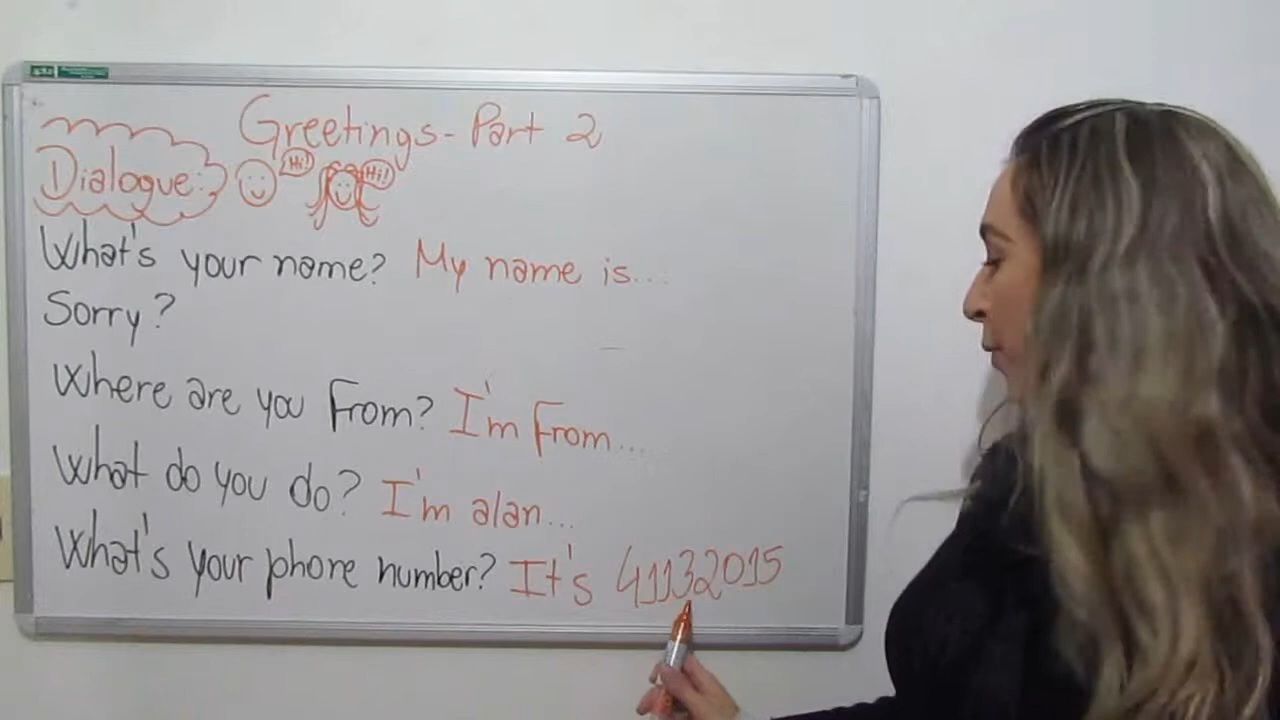 Greetings - Part 2
Dialogue:
Hi!
Hi!
What's your name? My name is...
Sorry?
Where are you From? I'm From...
What do you do? I'm a/an...
What's your phone number? It's 41132015